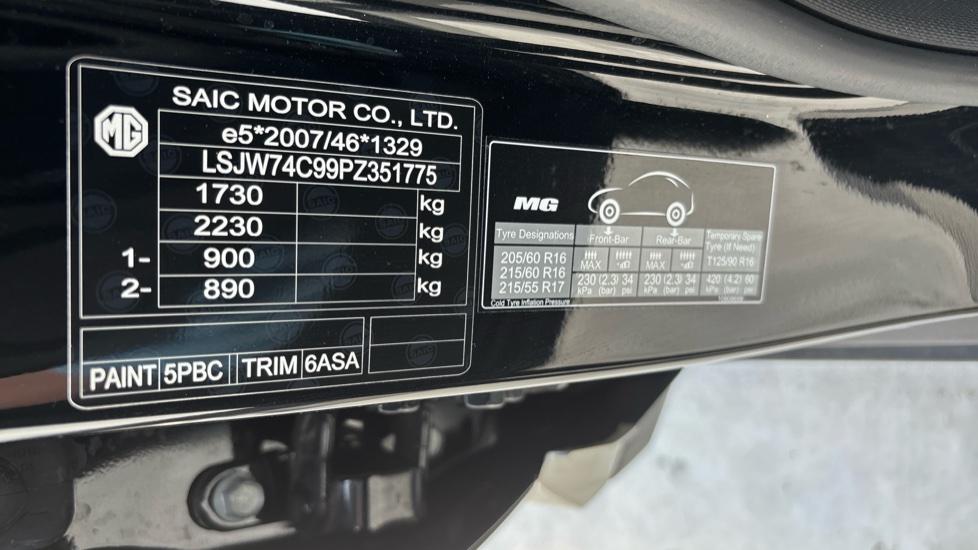 SAIC MOTOR CO., LTD.
MG
e5*2007/46*1329
LSJW74C99PZ351775
1730 kg
2230 kg
1- 900 kg
2- 890 kg
PAINT 5PBC TRIM 6ASA
MG
Tyre Designations Front-Bar Rear-Bar Temporary Spare Tyre (If Need)
205/60 R16
215/60 R16
215/55 R17
MAX MAX
T125/90 R16
230 (2.3) 34 230 (2.3) 34 420 (4.2) 60
kPa (bar) psi kPa (bar) psi kPa (bar) psi
Cold Tyre Inflation Pressure